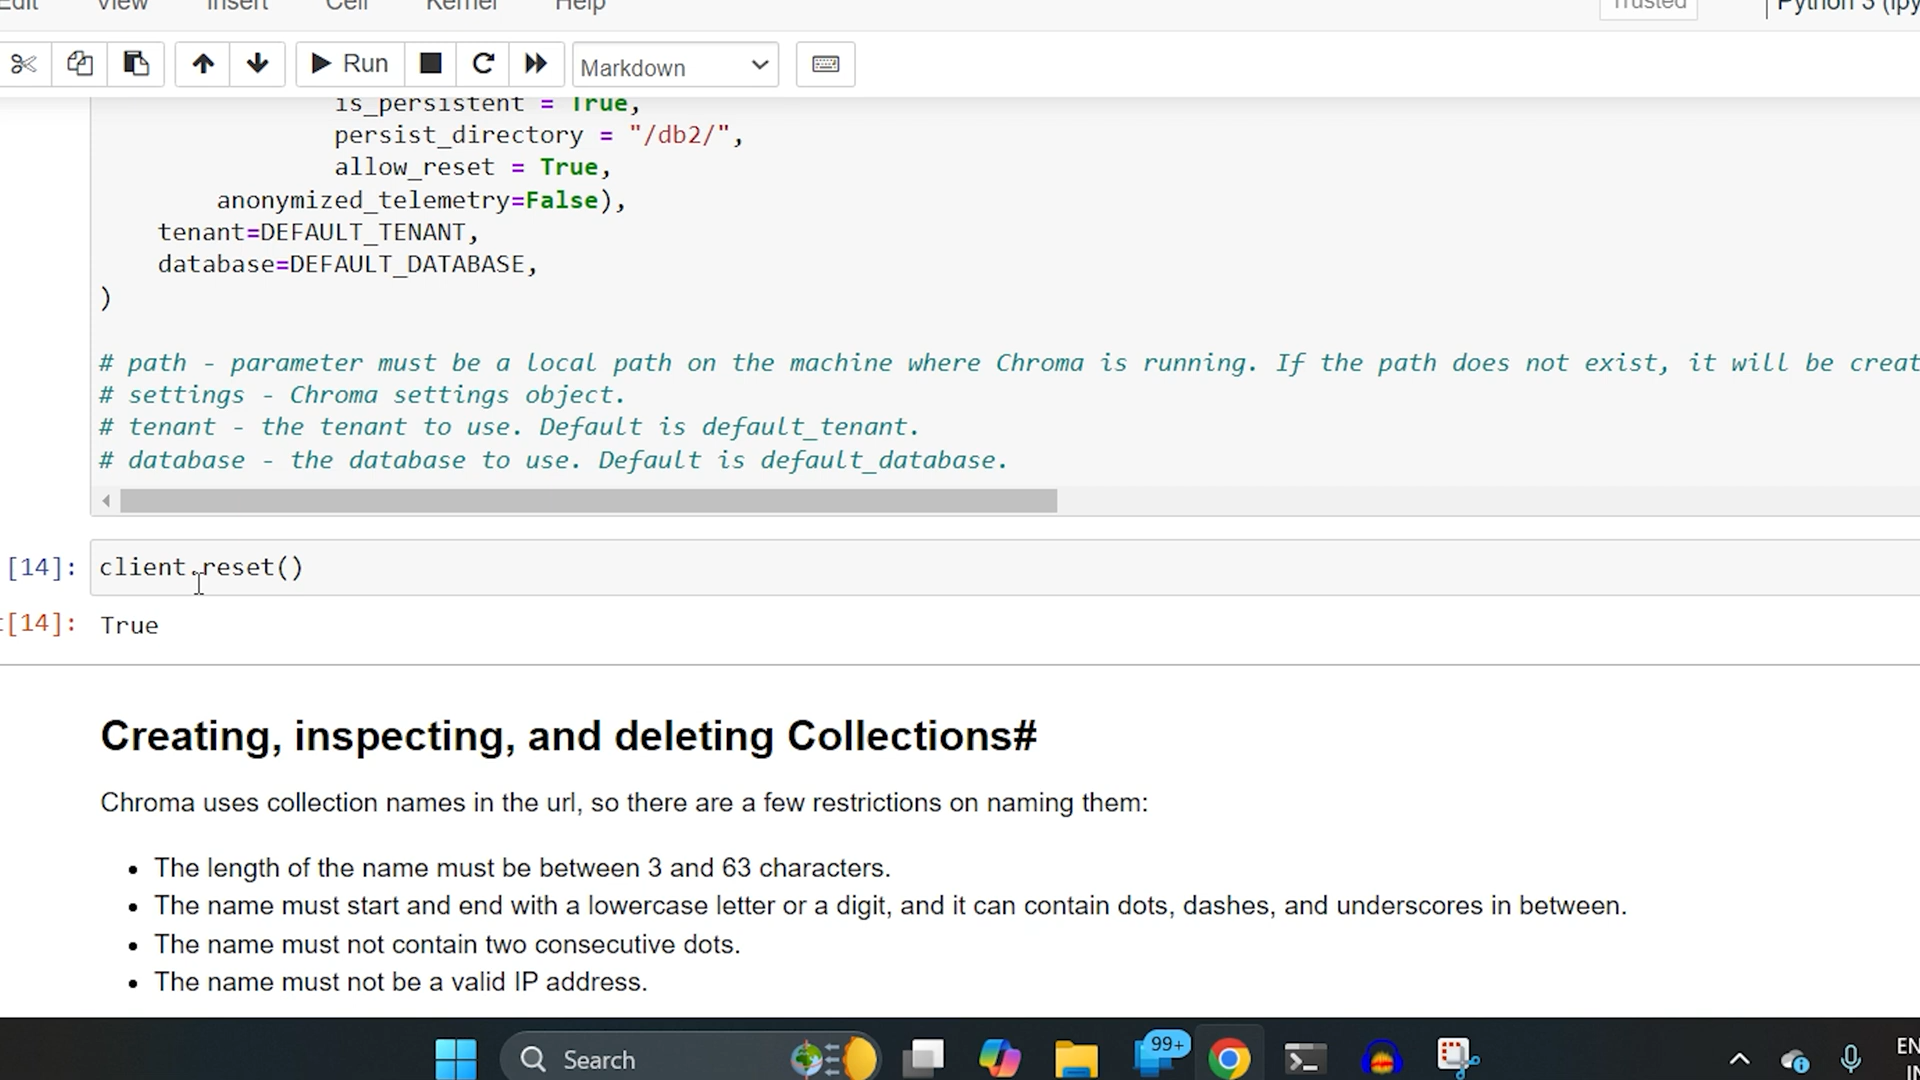 Edit View Insert Cell Kernel Help Trusted Python 3 (ipy
Run Markdown
is_persistent = True,
persist_directory = "/db2/",
allow_reset = True,
anonymized_telemetry=False),
tenant=DEFAULT_TENANT,
database=DEFAULT_DATABASE,
)
# path - parameter must be a local path on the machine where Chroma is running. If the path does not exist, it will be creat
# settings - Chroma settings object.
# tenant - the tenant to use. Default is default_tenant.
# database - the database to use. Default is default_database.
[14]: client.reset()
t[14]: True
Creating, inspecting, and deleting Collections#
Chroma uses collection names in the url, so there are a few restrictions on naming them:
• The length of the name must be between 3 and 63 characters.
• The name must start and end with a lowercase letter or a digit, and it can contain dots, dashes, and underscores in between.
• The name must not contain two consecutive dots.
• The name must not be a valid IP address.
Search 99+ EN
IN